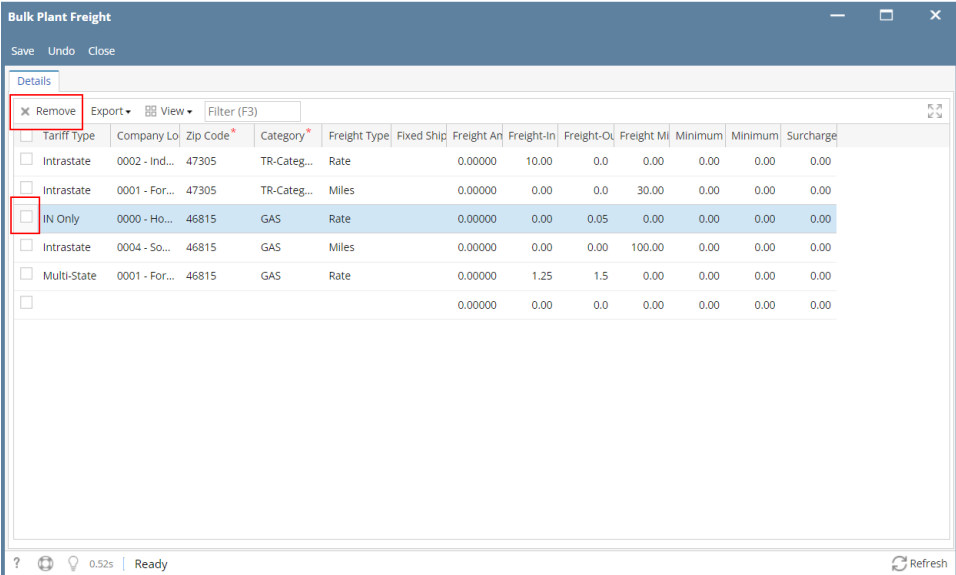 Bulk Plant Freight
Save Undo Close
Details
Remove Export View Filter (F3)
Tariff Type Company Lo Zip Code* Category* Freight Type Fixed Ship Freight An Freight-In Freight-Ou Freight Mi Minimum Minimum Surcharge
Intrastate 0002 - Ind... 47305 TR-Categ... Rate 0.00000 10.00 0.0 0.00 0.00 0.00 0.00
Intrastate 0001 - For... 47305 TR-Categ... Miles 0.00000 0.00 0.0 30.00 0.00 0.00 0.00
IN Only 0000 - Ho... 46815 GAS Rate 0.00000 0.00 0.05 0.00 0.00 0.00 0.00
Intrastate 0004 - So... 46815 GAS Miles 0.00000 0.00 0.00 100.00 0.00 0.00 0.00
Multi-State 0001 - For... 46815 GAS Rate 0.00000 1.25 1.5 0.00 0.00 0.00 0.00
0.00000 0.00 0.0 0.00 0.00 0.00 0.00
? 0.52s Ready Refresh